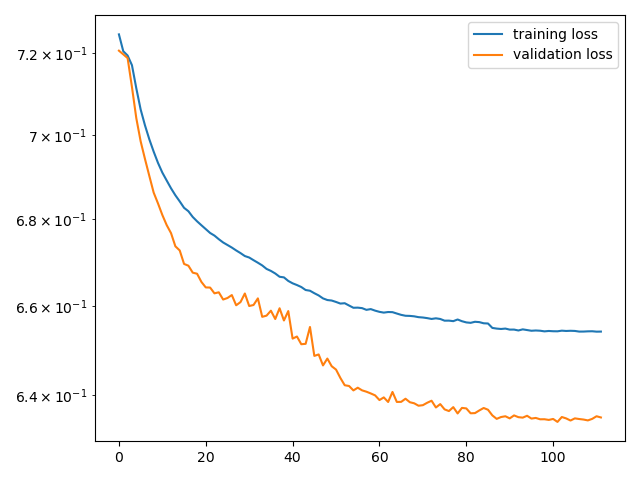 training loss
validation loss
7.2 × 10⁻¹
7 × 10⁻¹
6.8 × 10⁻¹
6.6 × 10⁻¹
6.4 × 10⁻¹
0 20 40 60 80 100